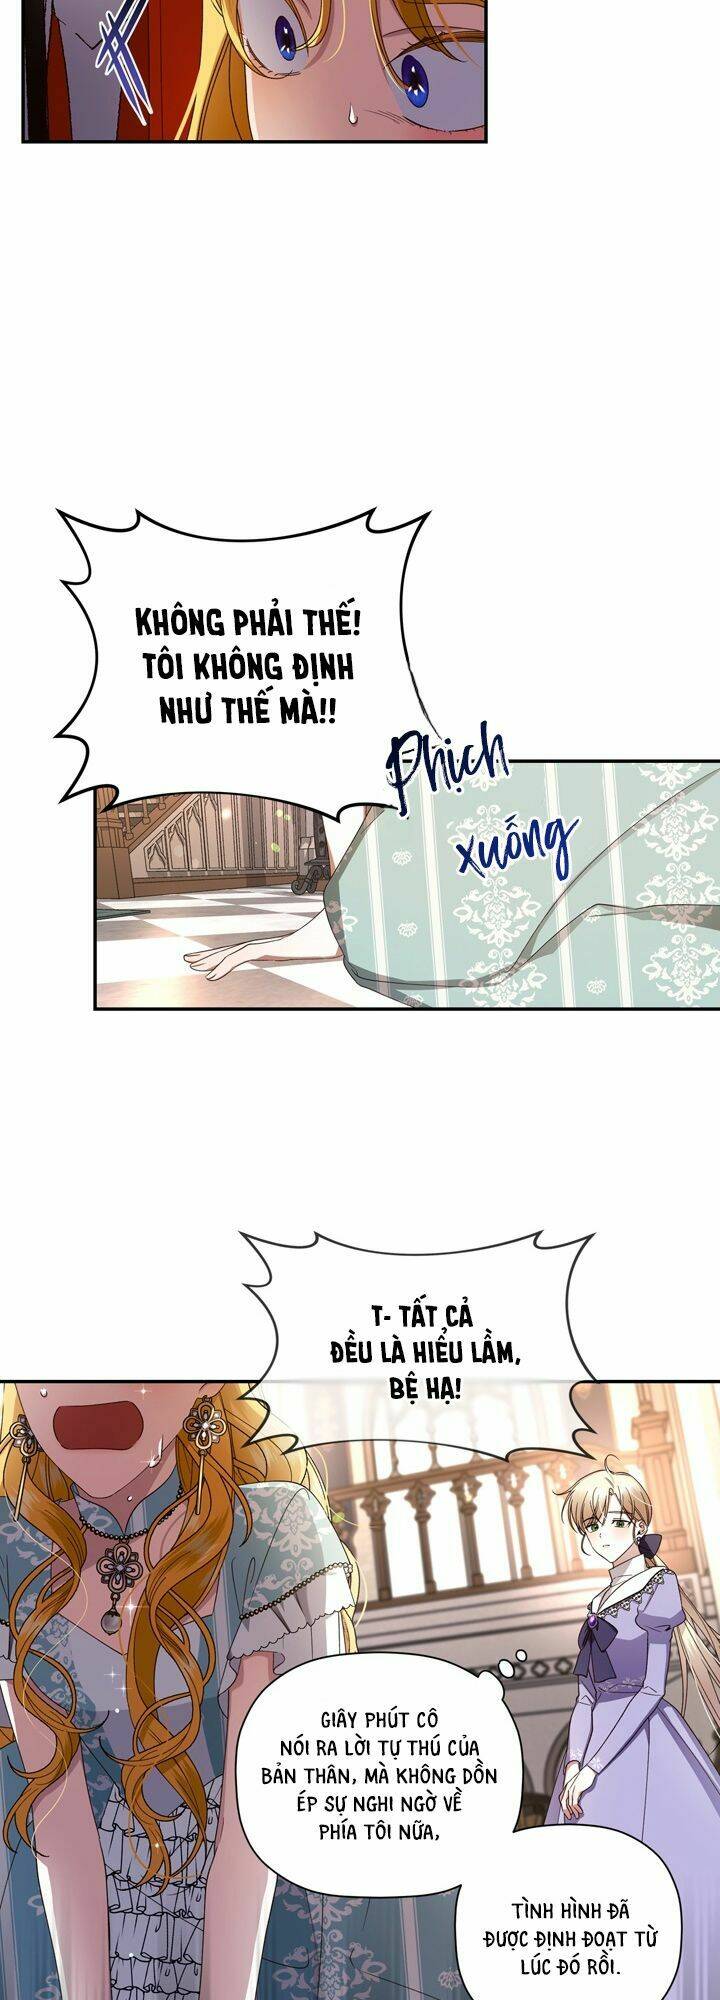 KHÔNG PHẢI THẾ!
TÔI KHÔNG ĐỊNH
NHƯ THẾ MÀ!!
Phịch
xuống
T- TẤT CẢ
ĐỀU LÀ HIỂU LẦM,
BỆ HẠ!
GIÂY PHÚT CÔ
NÓI RA LỜI TỰ THÚ CỦA
BẢN THÂN, MÀ KHÔNG DỒN
ÉP SỰ NGHI NGỜ VỀ
PHÍA TÔI NỮA,
TÌNH HÌNH ĐÃ
ĐƯỢC ĐỊNH ĐOẠT TỪ
LÚC ĐÓ RỒI.